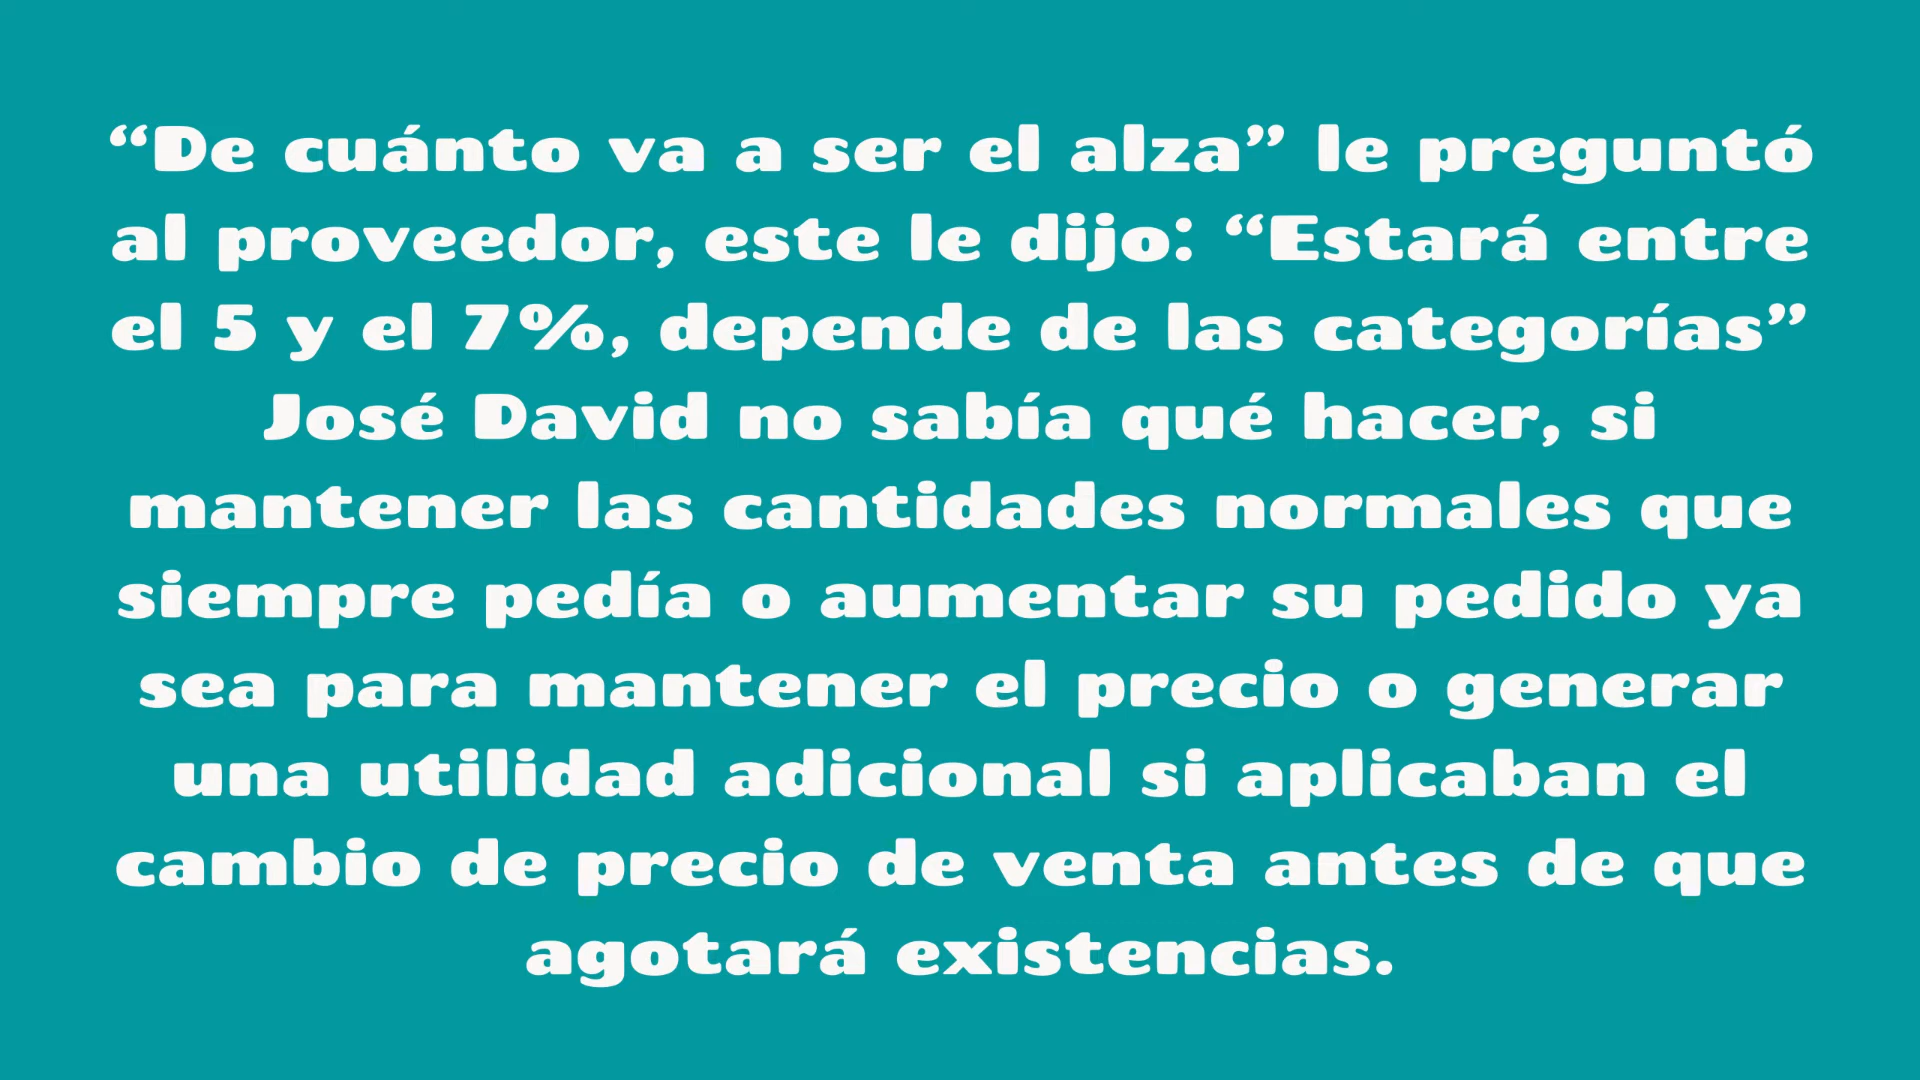 “De cuánto va a ser el alza” le preguntó
al proveedor, este le dijo: “Estará entre
el 5 y el 7%, depende de las categorías”
José David no sabía qué hacer, si
mantener las cantidades normales que
siempre pedía o aumentar su pedido ya
sea para mantener el precio o generar
una utilidad adicional si aplicaban el
cambio de precio de venta antes de que
agotará existencias.